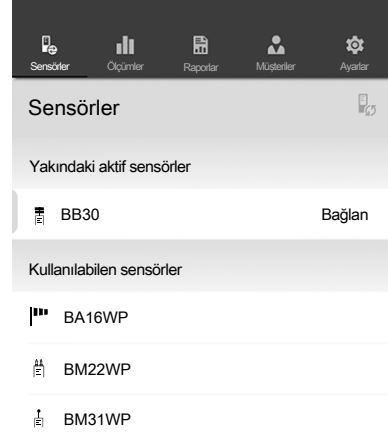 Sensörler Ölçümler Raporlar Müşteriler Ayarlar
Sensörler
Yakındaki aktif sensörler
BB30 Bağlan
Kullanılabilen sensörler
BA16WP
BM22WP
BM31WP